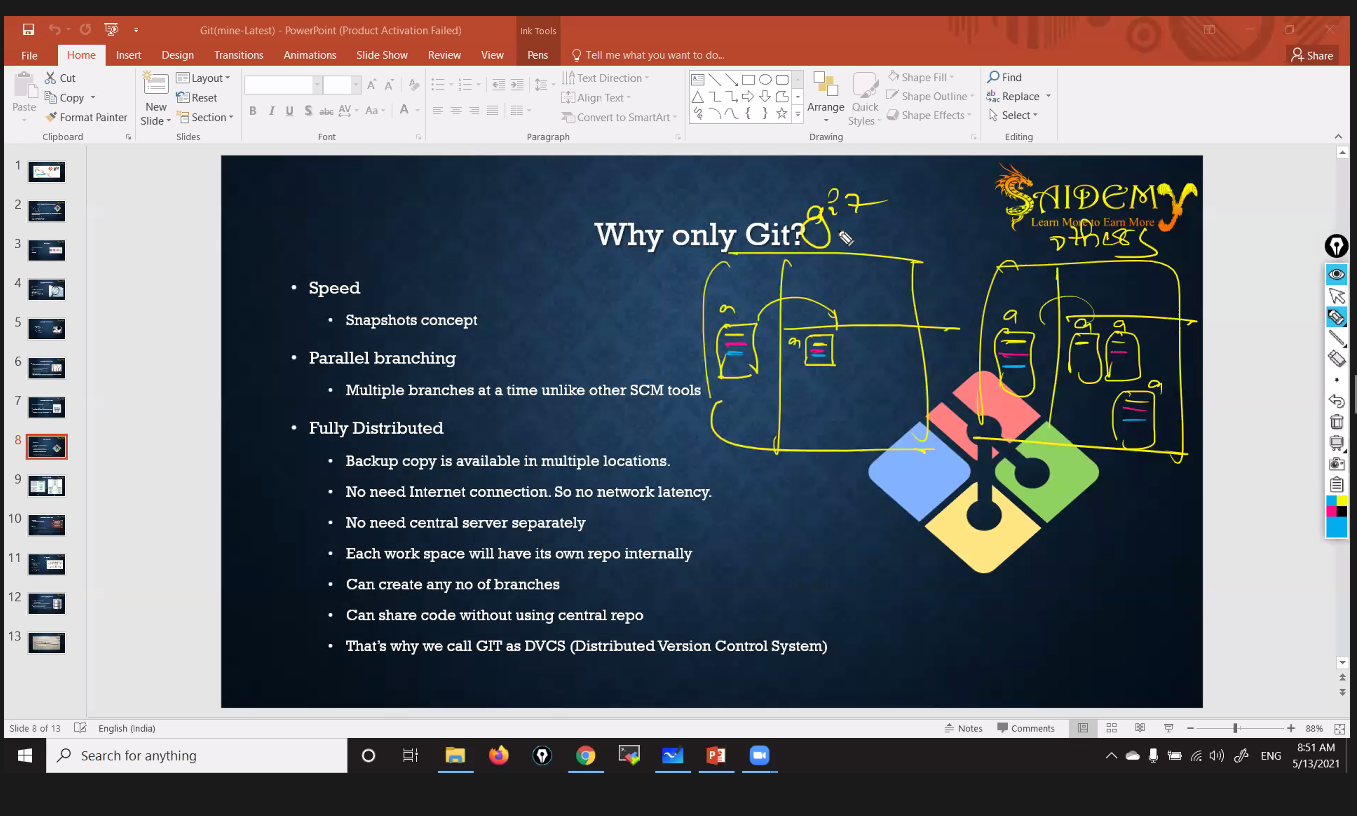 Git(mine-Latest) - PowerPoint (Product Activation Failed)
Ink Tools
File Home Insert Design Transitions Animations Slide Show Review View Pens Tell me what you want to do... Share
Paste
Cut
Copy
Format Painter
Clipboard
New Slide
Layout
Reset
Section
Slides
B I U S abc AV Aa A
Font
Text Direction
Align Text
Convert to SmartArt
Paragraph
Arrange
Quick Styles
Shape Fill
Shape Outline
Shape Effects
Drawing
Find
Replace
Select
Editing
1
2
3
4
5
6
7
8
9
10
11
12
13
SAIDEMY
Learn More to Earn More
Why only Git?
git
others
• Speed
• Snapshots concept
• Parallel branching
• Multiple branches at a time unlike other SCM tools
• Fully Distributed
• Backup copy is available in multiple locations.
• No need Internet connection. So no network latency.
• No need central server separately
• Each work space will have its own repo internally
• Can create any no of branches
• Can share code without using central repo
• That's why we call GIT as DVCS (Distributed Version Control System)
a
a
a
a
a
a
Slide 8 of 13 English (India) Notes Comments 88%
Search for anything
ENG
8:51 AM
5/13/2021